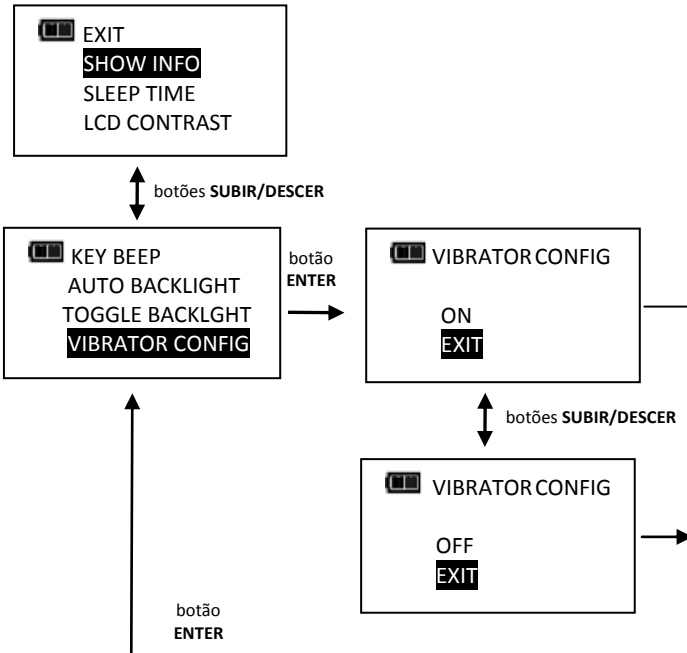 EXIT
SHOW INFO
SLEEP TIME
LCD CONTRAST
botões SUBIR/DESCER
KEY BEEP
AUTO BACKLIGHT
TOGGLE BACKLGHT
VIBRATOR CONFIG
botão
ENTER
VIBRATOR CONFIG
ON
EXIT
botões SUBIR/DESCER
VIBRATOR CONFIG
OFF
EXIT
botão
ENTER